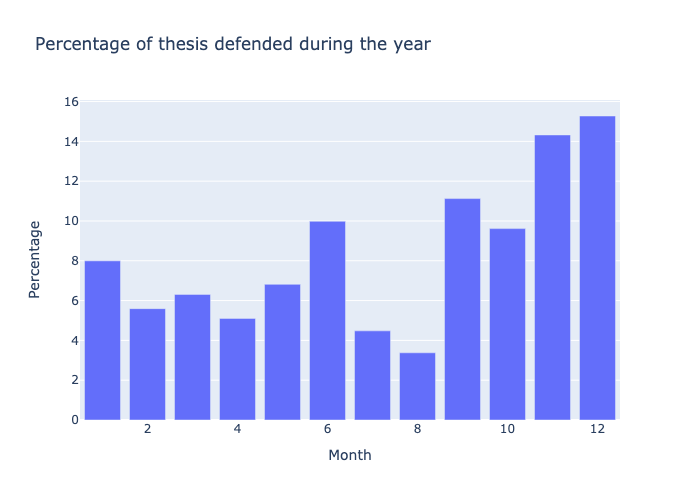 Percentage of thesis defended during the year
16
14
12
10
8
6
4
2
0
Percentage
2 4 6 8 10 12
Month